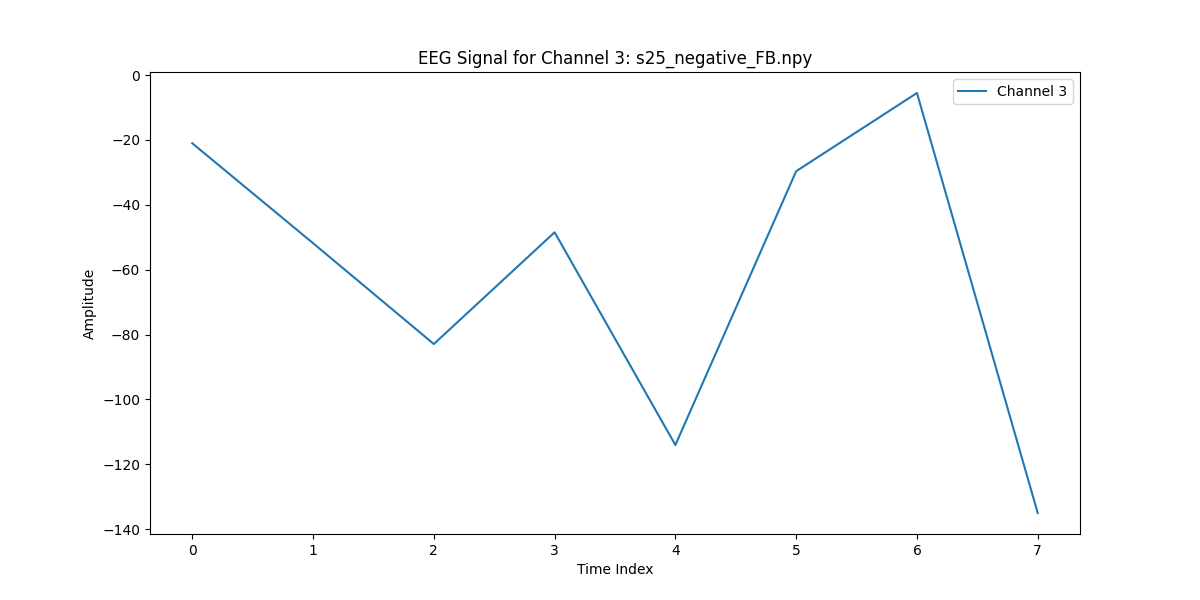 EEG Signal for Channel 3: s25_negative_FB.npy
Channel 3
0
−20
−40
−60
−80
−100
−120
−140
Amplitude
0 1 2 3 4 5 6 7
Time Index